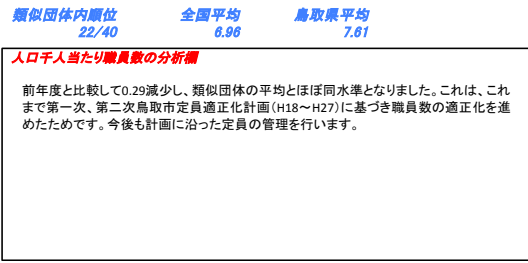 類似団体内順位 全国平均 鳥取県平均
22/40 6.96 7.61
人口千人当たり職員数の分析欄
前年度と比較して0.29減少し、類似団体の平均とほぼ同水準となりました。これは、これ
まで第一次、第二次鳥取市定員適正化計画(H18～H27)に基づき職員数の適正化を進
めたためです。今後も計画に沿った定員の管理を行います。